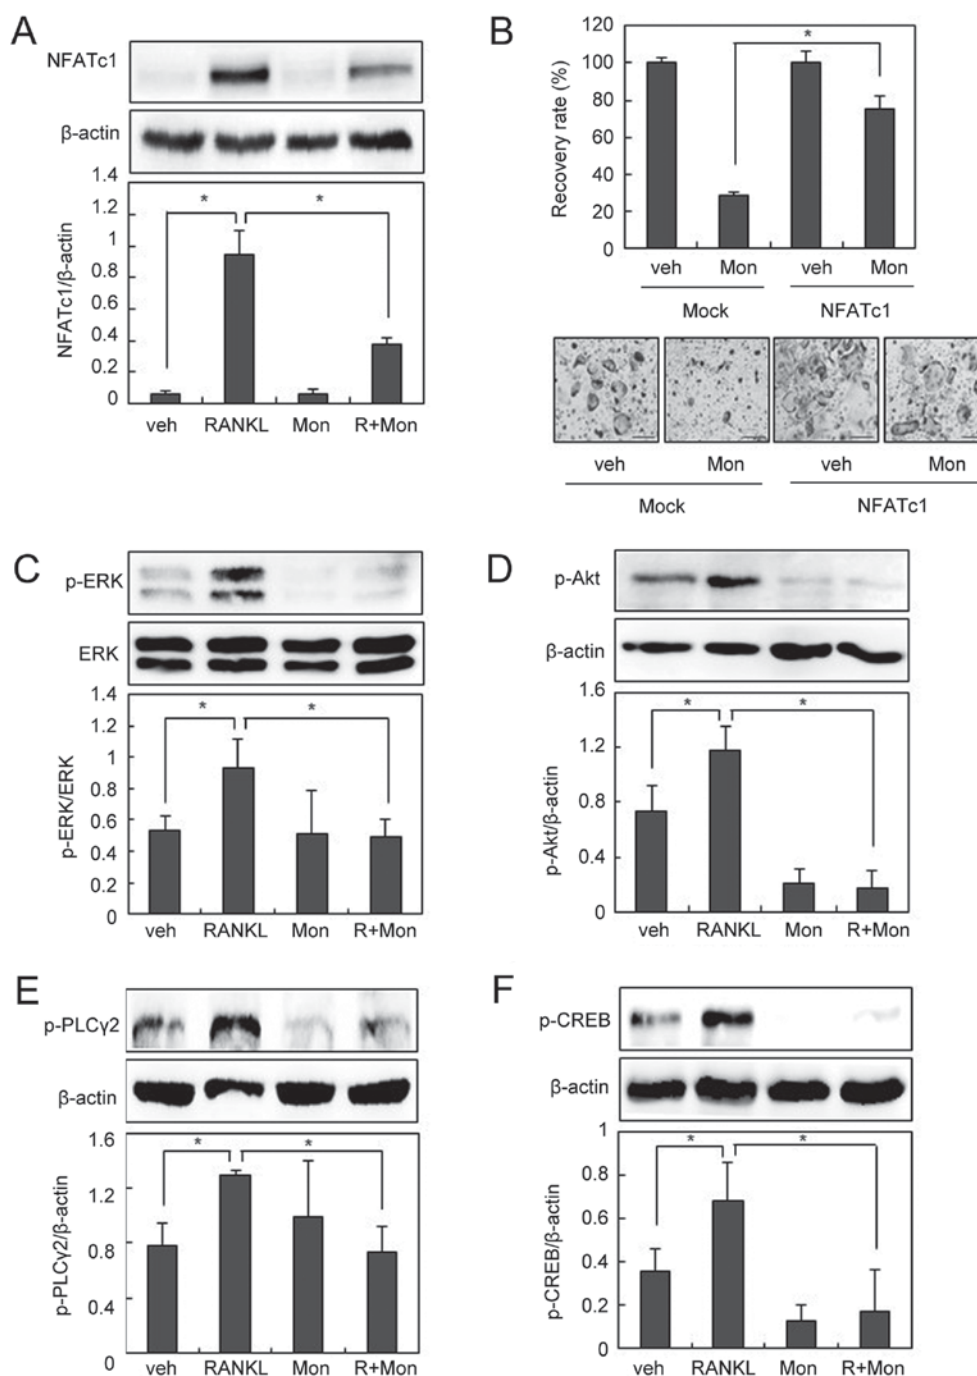 A
NFATc1
β-actin
NFATc1/β-actin
1.4
1.2
1
0.8
0.6
0.4
0.2
0
*
*
veh RANKL Mon R+Mon
B
Recovery rate (%)
120
100
80
60
40
20
0
*
veh Mon veh Mon
Mock NFATc1
veh Mon veh Mon
Mock NFATc1
C
p-ERK
ERK
p-ERK/ERK
1.4
1.2
1
0.8
0.6
0.4
0.2
0
*
*
veh RANKL Mon R+Mon
D
p-Akt
β-actin
p-Akt/β-actin
1.6
1.2
0.8
0.4
0
*
*
veh RANKL Mon R+Mon
E
p-PLCγ2
β-actin
p-PLCγ2/β-actin
1.6
1.2
0.8
0.4
0
*
*
veh RANKL Mon R+Mon
F
p-CREB
β-actin
p-CREB/β-actin
1
0.8
0.6
0.4
0.2
0
*
*
veh RANKL Mon R+Mon